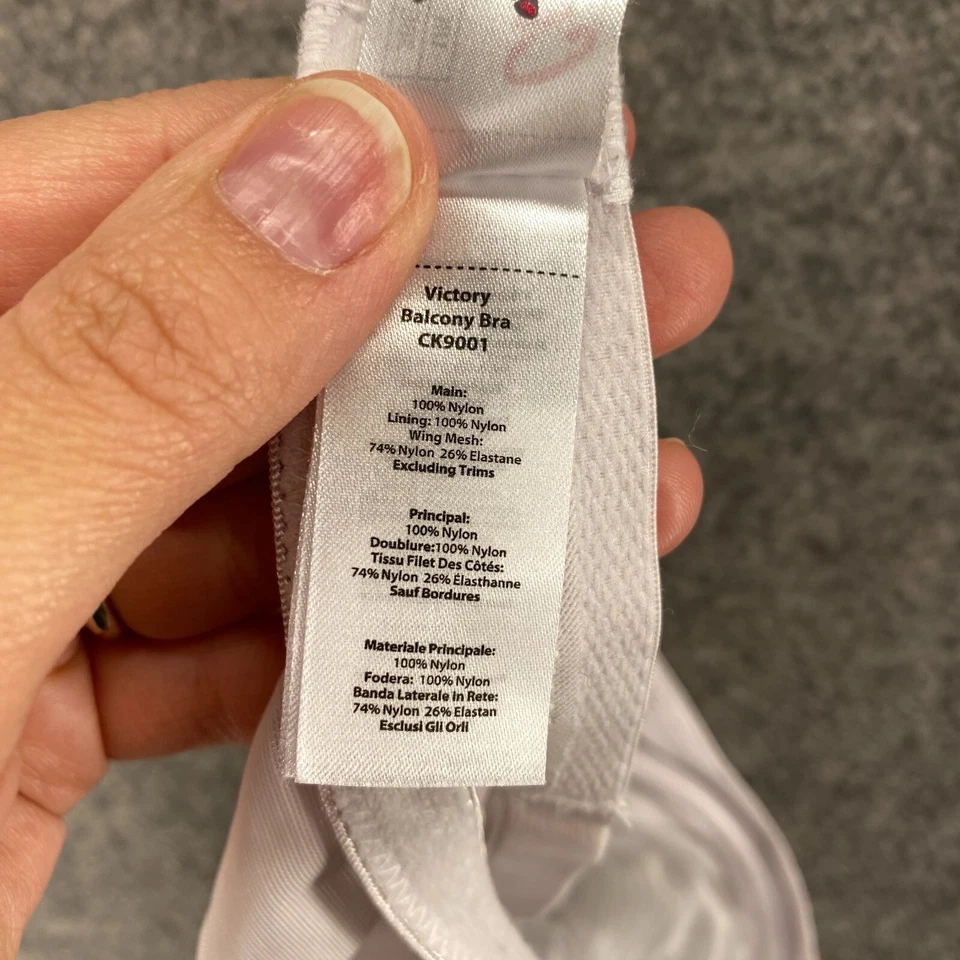 Victory
Balcony Bra
CK9001
Main:
100% Nylon
Lining: 100% Nylon
Wing Mesh:
74% Nylon 26% Elastane
Excluding Trims
Principal:
100% Nylon
Doublure:100% Nylon
Tissu Filet Des Côtés:
74% Nylon 26% Élasthanne
Sauf Bordures
Materiale Principale:
100% Nylon
Fodera: 100% Nylon
Banda Laterale In Rete:
74% Nylon 26% Elastan
Esclusi Gli Orli